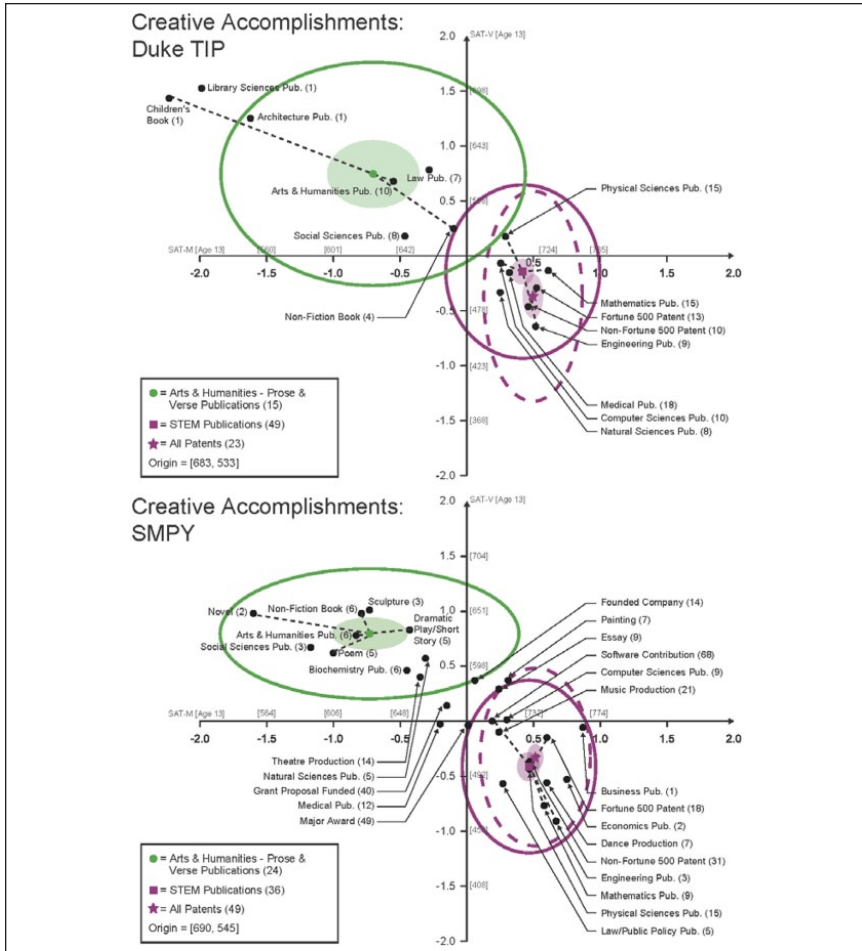 Creative Accomplishments:
Duke TIP
SAT-V [Age 13]
2.0
1.5
1.0
[643]
0.5
Library Sciences Pub. (1)
Children's
Book (1)
Architecture Pub. (1)
Law Pub. (7)
Arts & Humanities Pub. (10)
Social Sciences Pub. (8)
Physical Sciences Pub. (15)
SAT-M [Age 13]
[601]
[642]
[724]
-2.0
-1.5
-1.0
-0.5
0.5
1.0
2.0
Non-Fiction Book (4)
Mathematics Pub. (15)
Fortune 500 Patent (13)
Non-Fortune 500 Patent (10)
Engineering Pub. (9)
-0.5
[478]
-1.0
[423]
-1.5
-2.0
Medical Pub. (18)
Computer Sciences Pub. (10)
Natural Sciences Pub. (8)
= Arts & Humanities - Prose &
Verse Publications (15)
= STEM Publications (49)
= All Patents (23)
Origin = [683, 533]
Creative Accomplishments:
SMPY
SAT-V [Age 13]
2.0
1.5
[704]
1.0
[651]
0.5
[598]
Novel (2)
Non-Fiction Book (6)
Sculpture (3)
Dramatic
Play/Short
Story (5)
Arts & Humanities Pub. (6)
Social Sciences Pub. (3)
Poem (5)
Biochemistry Pub. (6)
Founded Company (14)
Painting (7)
Essay (9)
Software Contribution (68)
Computer Sciences Pub. (9)
Music Production (21)
SAT-M [Age 13]
[564]
[606]
[774]
-2.0
-1.5
-1.0
-0.5
0.5
1.0
2.0
Theatre Production (14)
Natural Sciences Pub. (5)
Grant Proposal Funded (40)
Medical Pub. (12)
Major Award (49)
-0.5
-1.0
-1.5
[408]
-2.0
Business Pub. (1)
Fortune 500 Patent (18)
Economics Pub. (2)
Dance Production (7)
Non-Fortune 500 Patent (31)
Engineering Pub. (3)
Mathematics Pub. (9)
Physical Sciences Pub. (15)
Law/Public Policy Pub. (5)
= Arts & Humanities - Prose &
Verse Publications (24)
= STEM Publications (36)
= All Patents (49)
Origin = [690, 545]